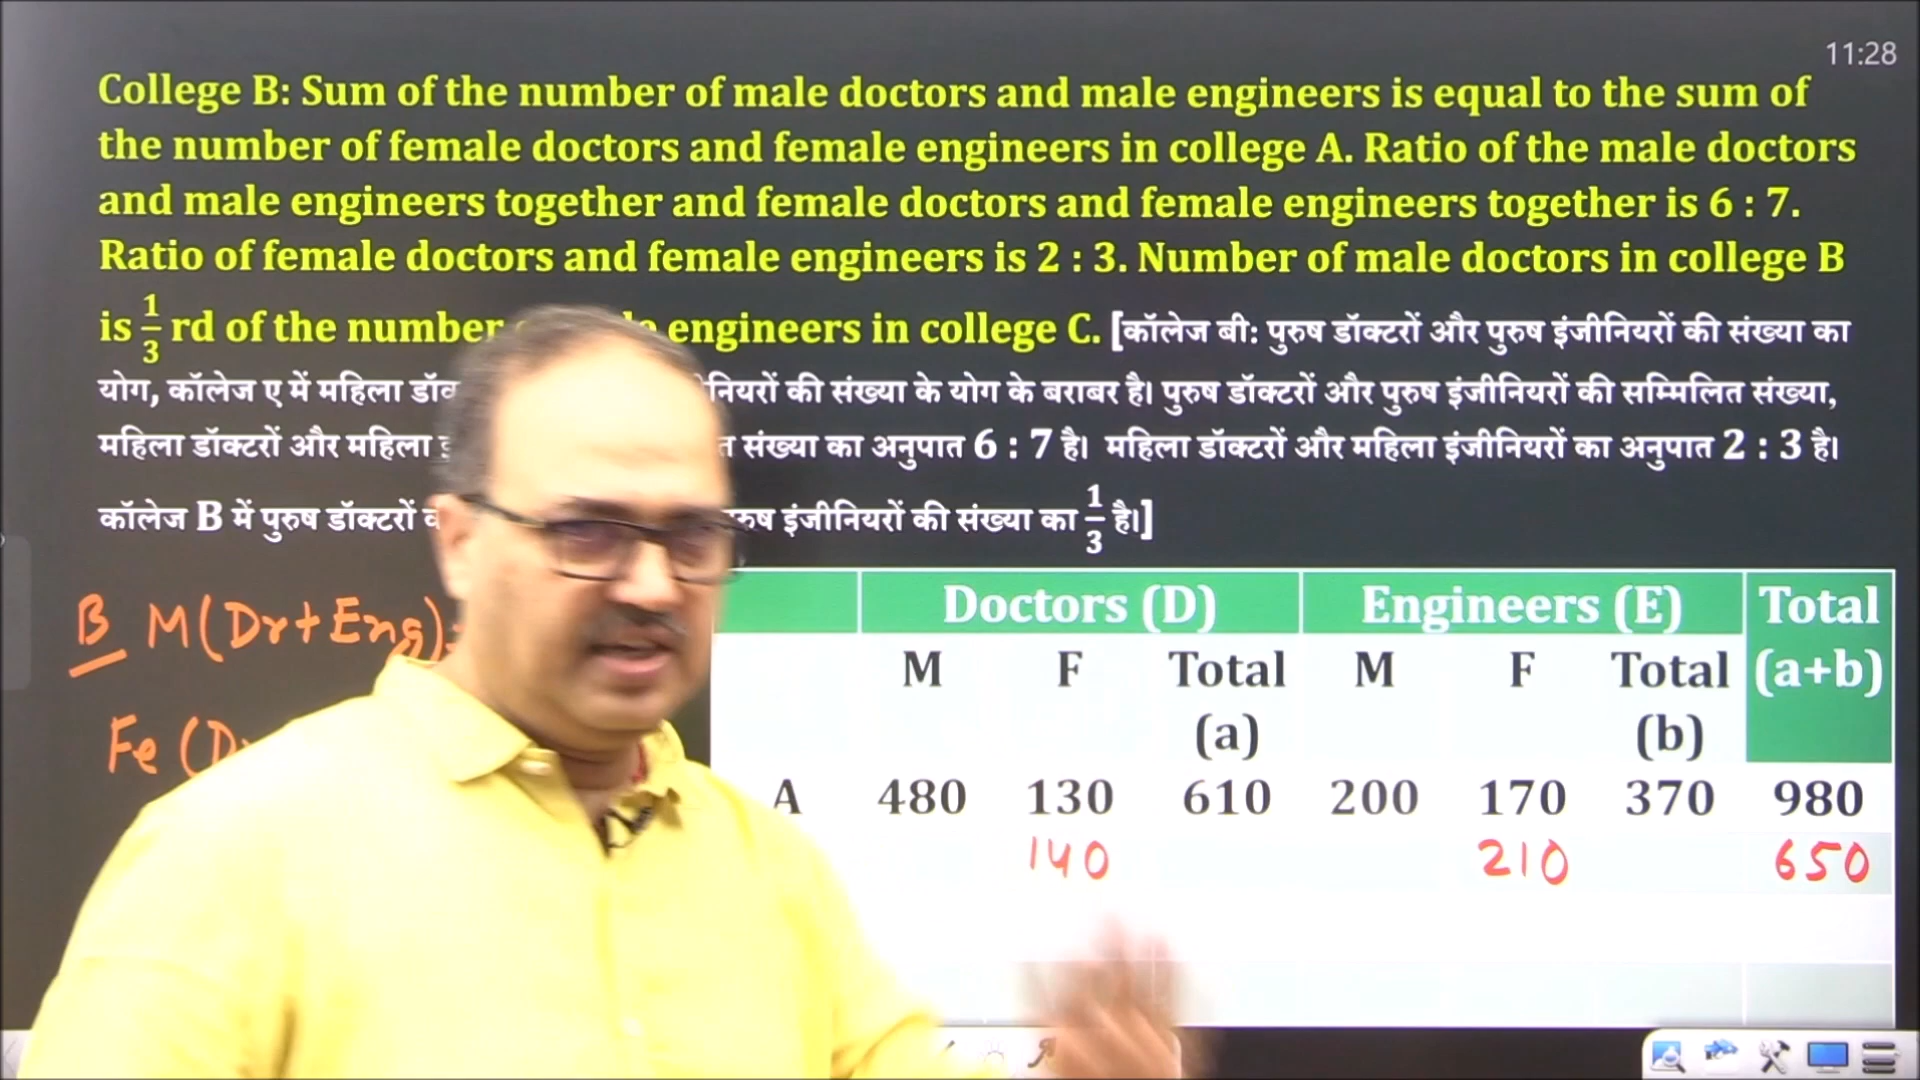 11:28
College B: Sum of the number of male doctors and male engineers is equal to the sum of
the number of female doctors and female engineers in college A. Ratio of the male doctors
and male engineers together and female doctors and female engineers together is 6 : 7.
Ratio of female doctors and female engineers is 2 : 3. Number of male doctors in college B
is 1/3 rd of the number engineers in college C. [कॉलेज बी: पुरुष डॉक्टरों और पुरुष इंजीनियरों की संख्या का
योग, कॉलेज ए में महिला की संख्या के योग के बराबर है। पुरुष डॉक्टरों और पुरुष इंजीनियरों की सम्मिलित संख्या,
महिला डॉक्टरों और महिला संख्या का अनुपात 6 : 7 है। महिला डॉक्टरों और महिला इंजीनियरों का अनुपात 2 : 3 है।
कॉलेज B में पुरुष डॉक्टरों इंजीनियरों की संख्या का 1/3 है।]
B M(Dr+Eng)
Fe (D
Doctors (D) Engineers (E) Total (a+b)
M F Total (a) M F Total (b)
A 480 130 610 200 170 370 980
140 210 650